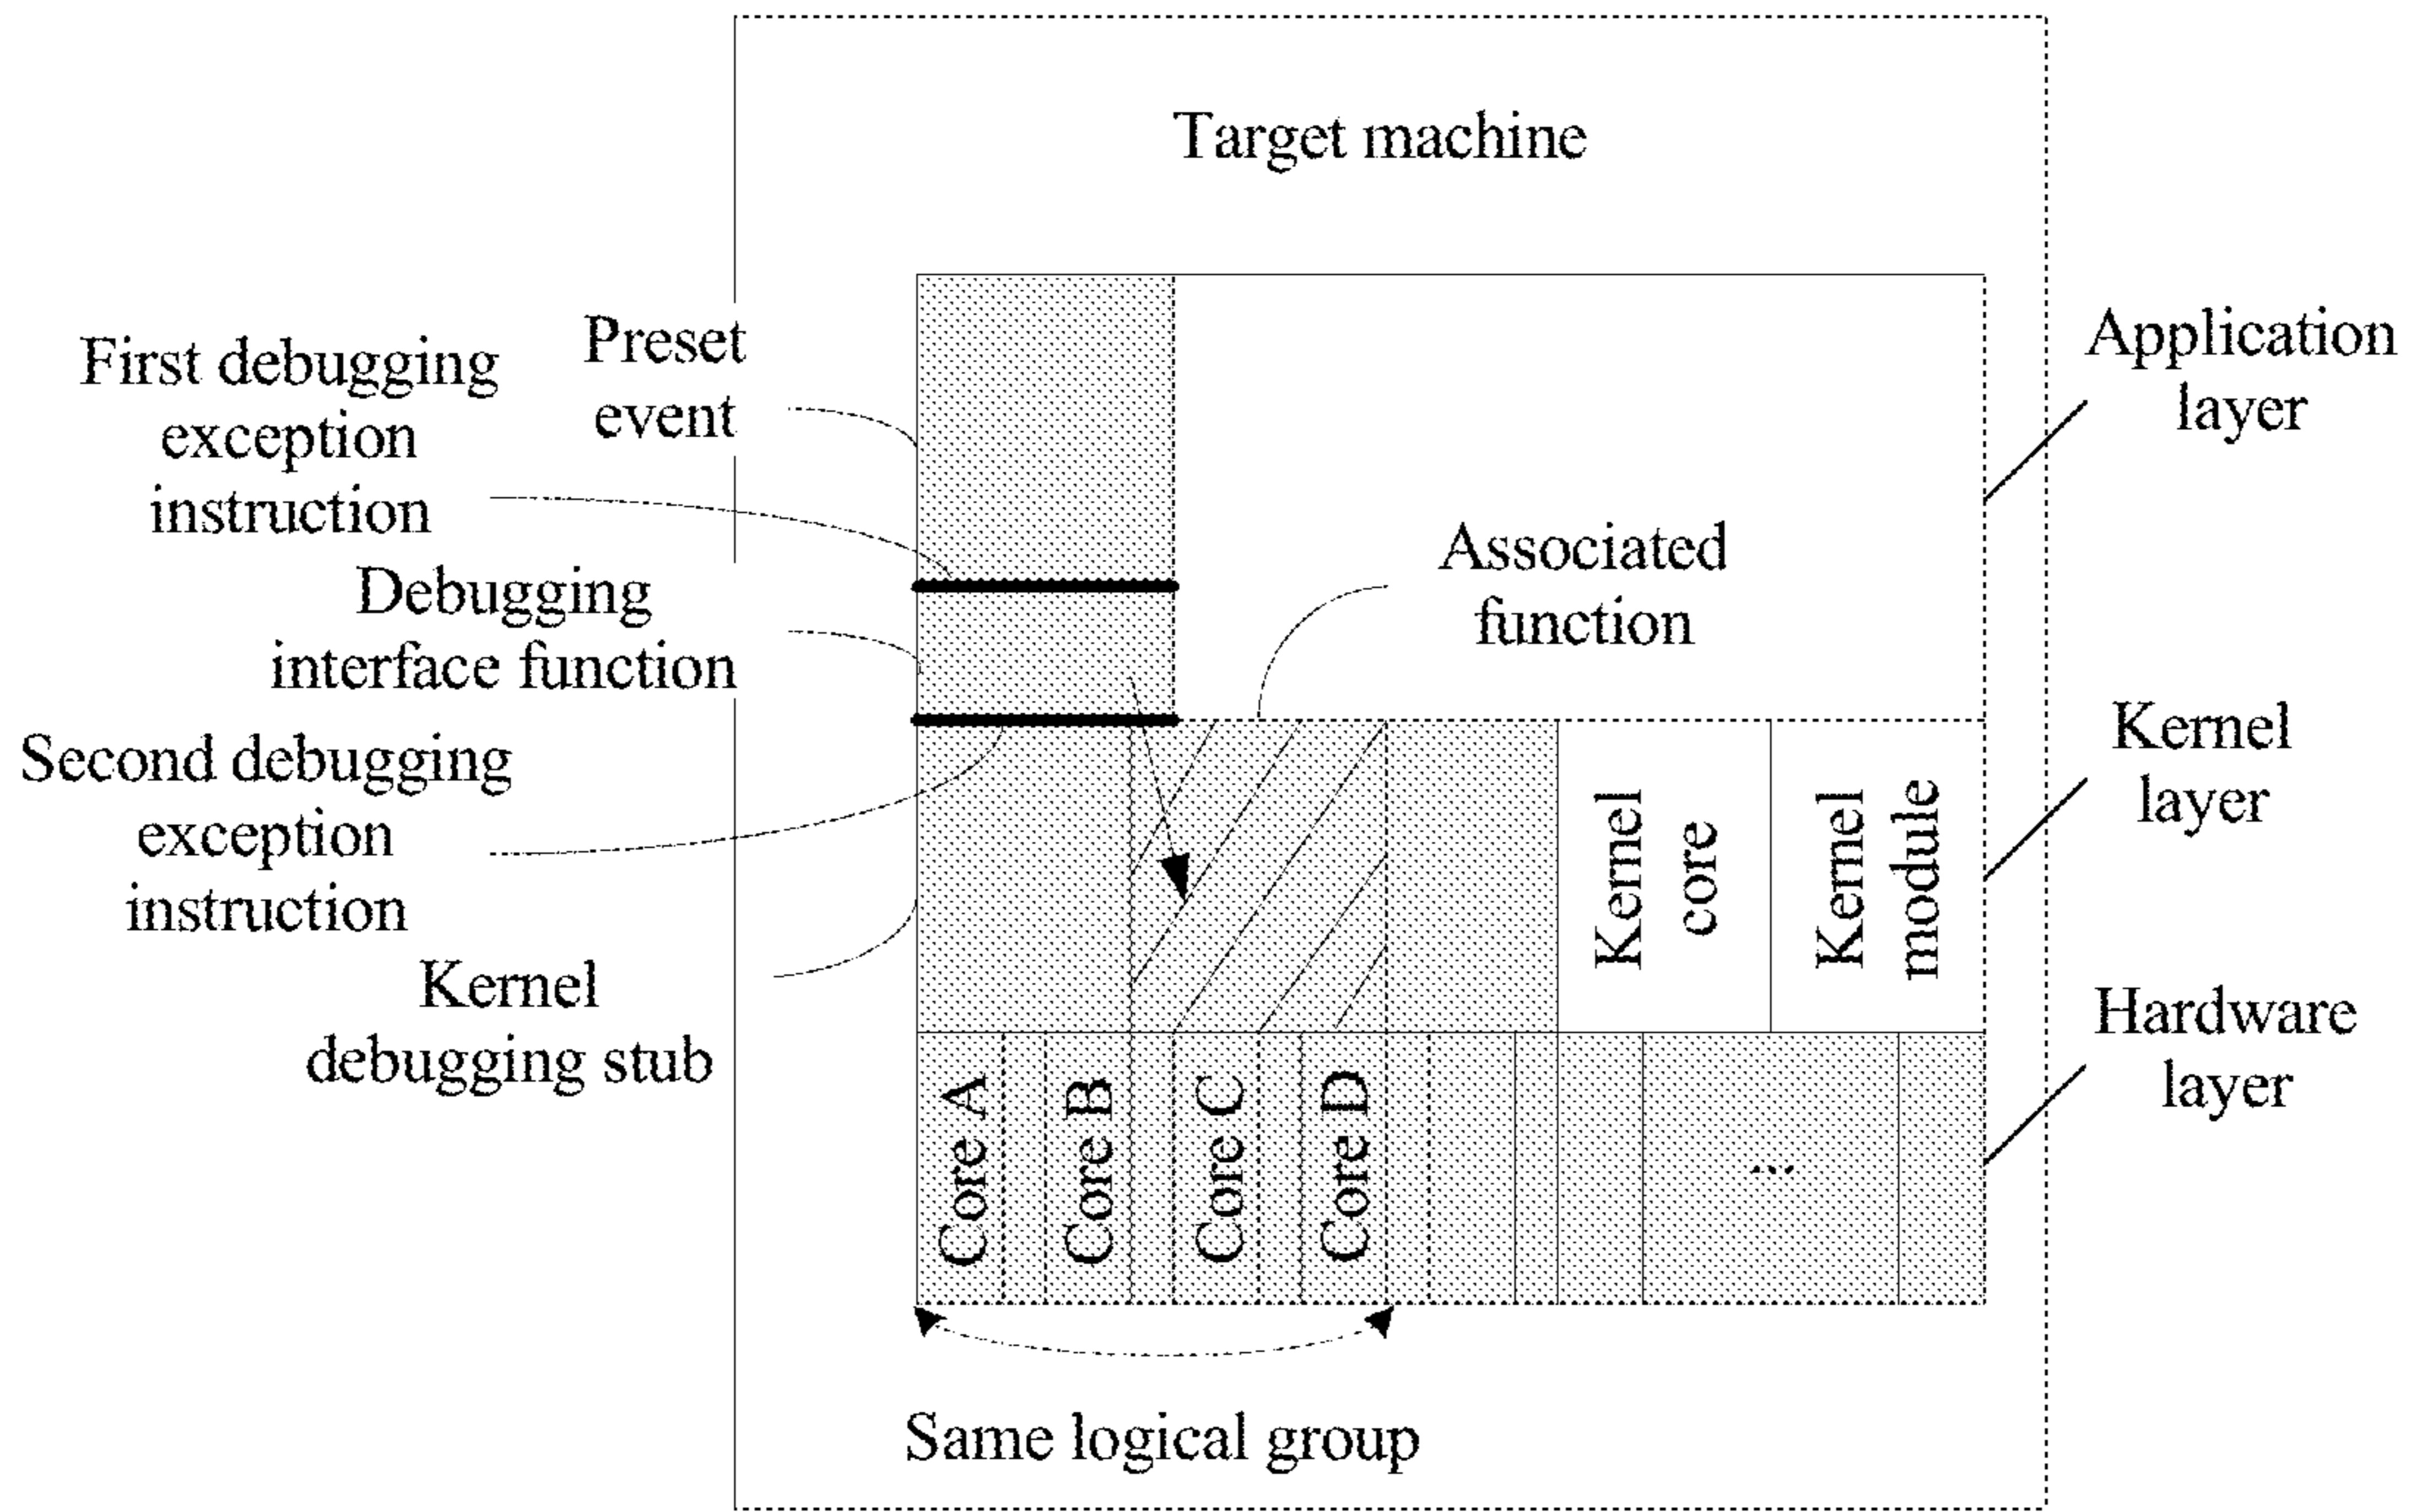 Target machine
Preset
event
First debugging
exception
instruction
Debugging
interface function
Second debugging
exception
instruction
Kernel
debugging stub
Associated
function
Application
layer
Kernel
layer
Hardware
layer
Kernel
core
Kernel
module
Core A
Core B
Core C
Core D
...
Same logical group